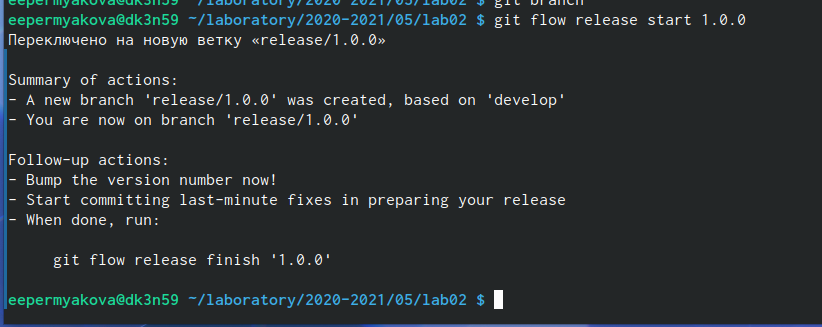 eepermyakova@dk3n59 ~/laboratory/2020-2021/05/lab02 $ git branch
eepermyakova@dk3n59 ~/laboratory/2020-2021/05/lab02 $ git flow release start 1.0.0
Переключено на новую ветку «release/1.0.0»
Summary of actions:
- A new branch 'release/1.0.0' was created, based on 'develop'
- You are now on branch 'release/1.0.0'
Follow-up actions:
- Bump the version number now!
- Start committing last-minute fixes in preparing your release
- When done, run:
git flow release finish '1.0.0'
eepermyakova@dk3n59 ~/laboratory/2020-2021/05/lab02 $